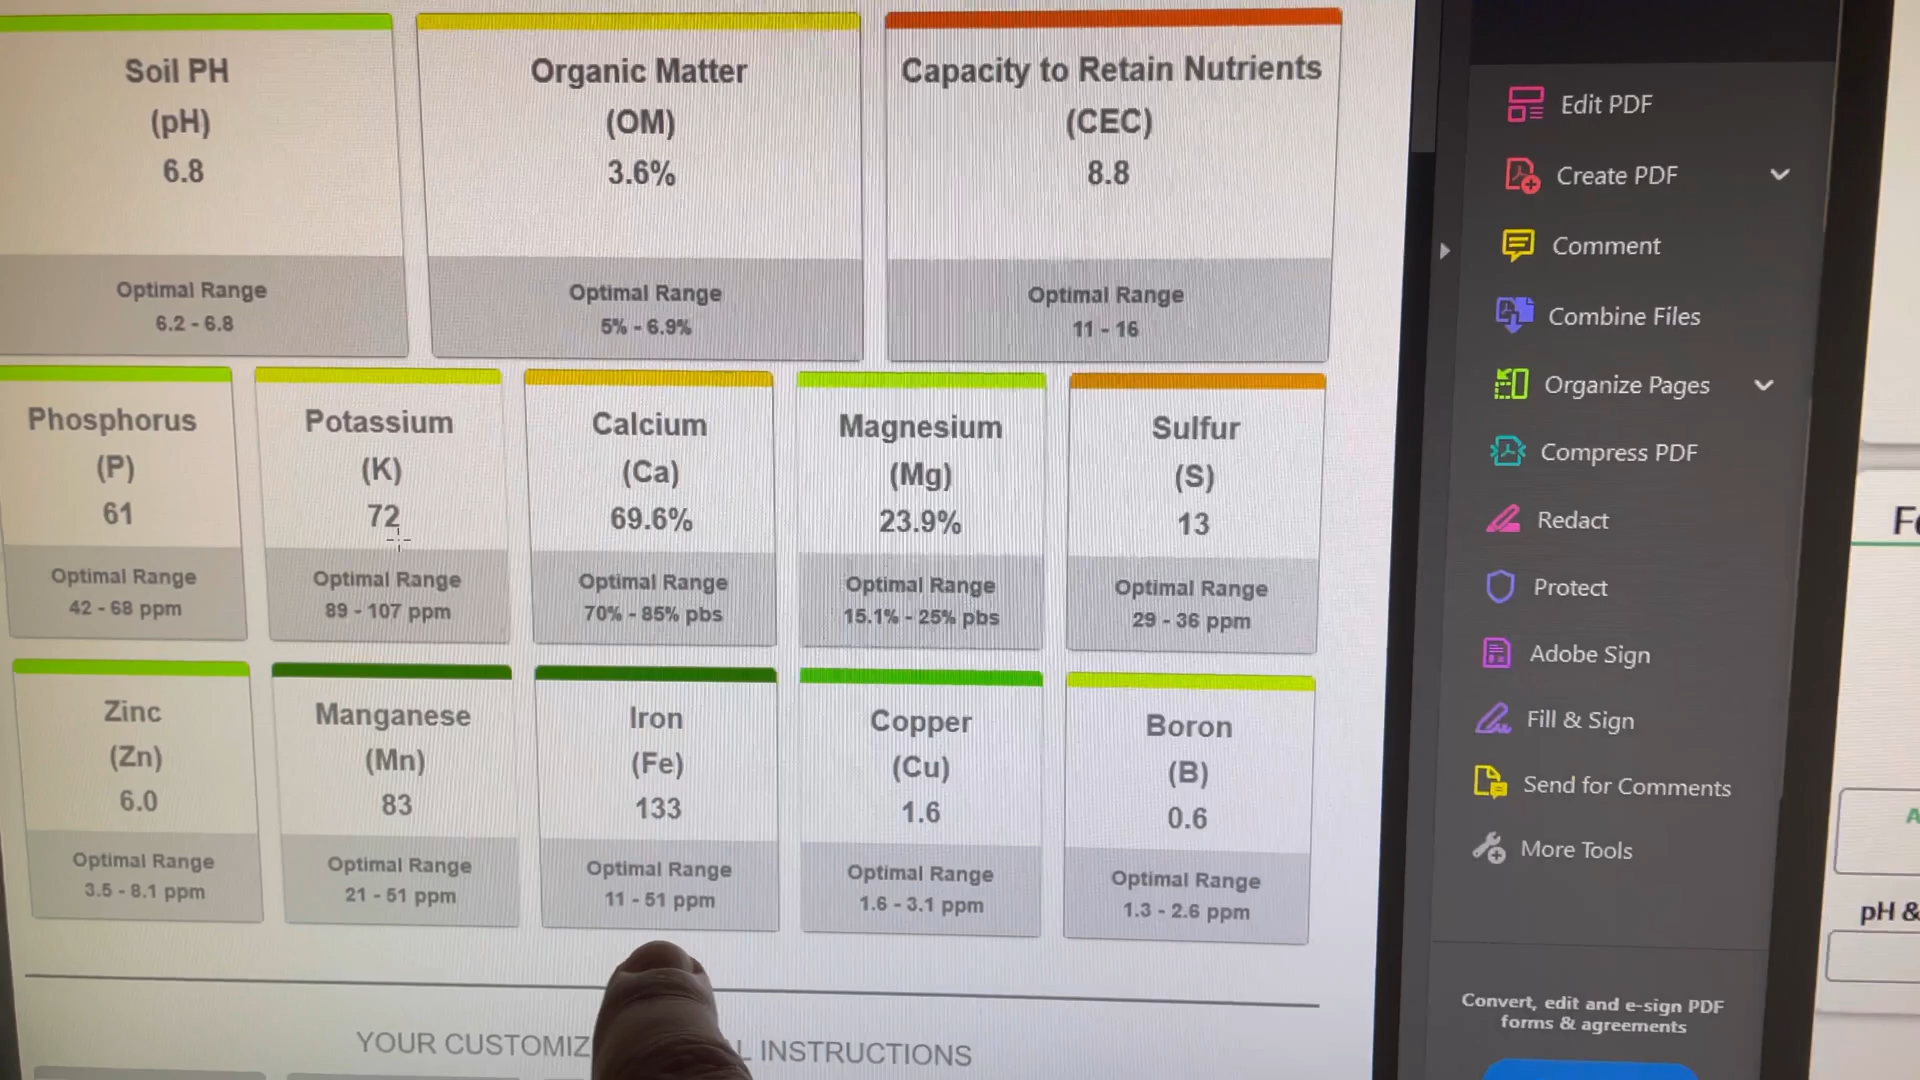 Soil PH
(pH)
6.8
Optimal Range
6.2 - 6.8
Organic Matter
(OM)
3.6%
Optimal Range
5% - 6.9%
Capacity to Retain Nutrients
(CEC)
8.8
Optimal Range
11 - 16
Phosphorus
(P)
61
Optimal Range
42 - 68 ppm
Potassium
(K)
72
Optimal Range
89 - 107 ppm
Calcium
(Ca)
69.6%
Optimal Range
70% - 85% pbs
Magnesium
(Mg)
23.9%
Optimal Range
15.1% - 25% pbs
Sulfur
(S)
13
Optimal Range
29 - 36 ppm
Zinc
(Zn)
6.0
Optimal Range
3.5 - 8.1 ppm
Manganese
(Mn)
83
Optimal Range
21 - 51 ppm
Iron
(Fe)
133
Optimal Range
11 - 51 ppm
Copper
(Cu)
1.6
Optimal Range
1.6 - 3.1 ppm
Boron
(B)
0.6
Optimal Range
1.3 - 2.6 ppm
YOUR CUSTOMIZ L INSTRUCTIONS
Edit PDF
Create PDF
Comment
Combine Files
Organize Pages
Compress PDF
Redact
Protect
Adobe Sign
Fill & Sign
Send for Comments
More Tools
Convert, edit and e-sign PDF
forms & agreements
pH &